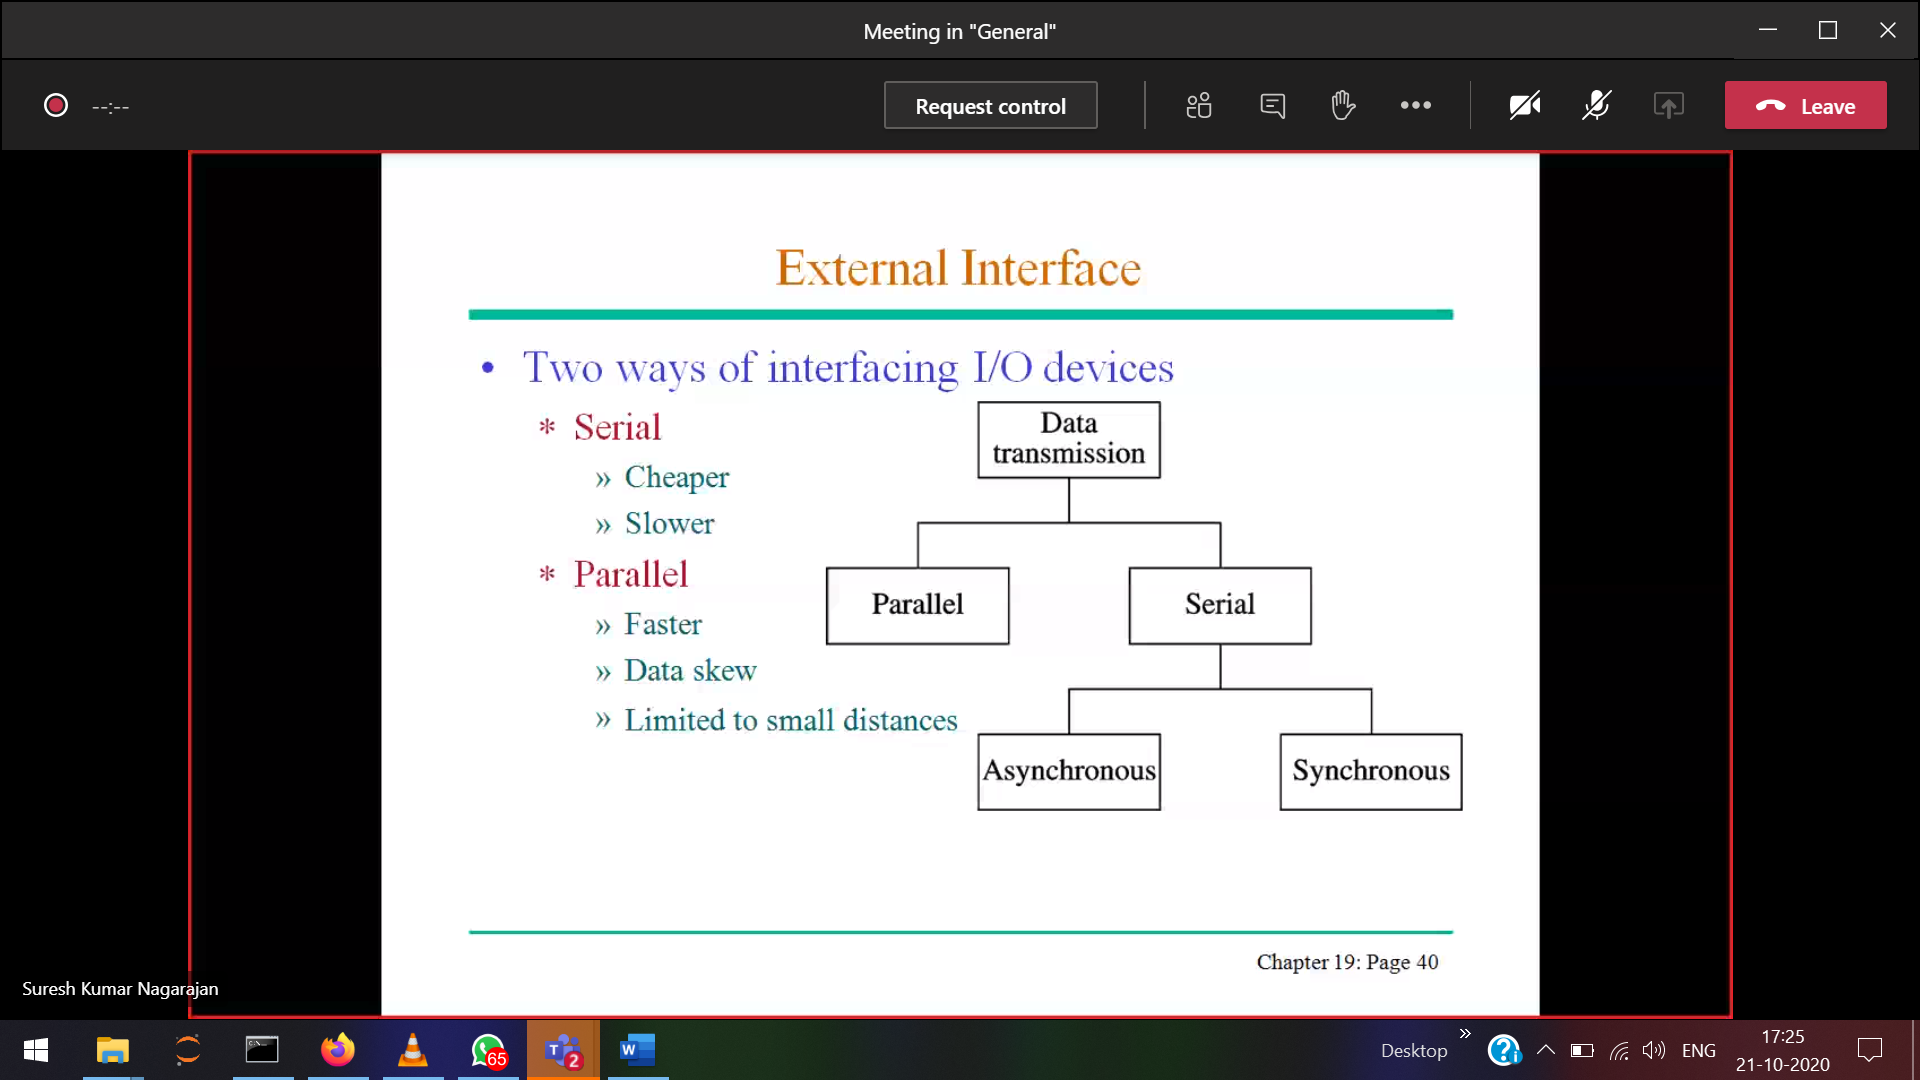 Meeting in "General"
--:--
Request control
Leave
External Interface
• Two ways of interfacing I/O devices
* Serial
» Cheaper
» Slower
* Parallel
» Faster
» Data skew
» Limited to small distances
Data
transmission
Parallel
Serial
Asynchronous
Synchronous
Chapter 19: Page 40
Suresh Kumar Nagarajan
65
T
2
W
Desktop
»
ENG
17:25
21-10-2020